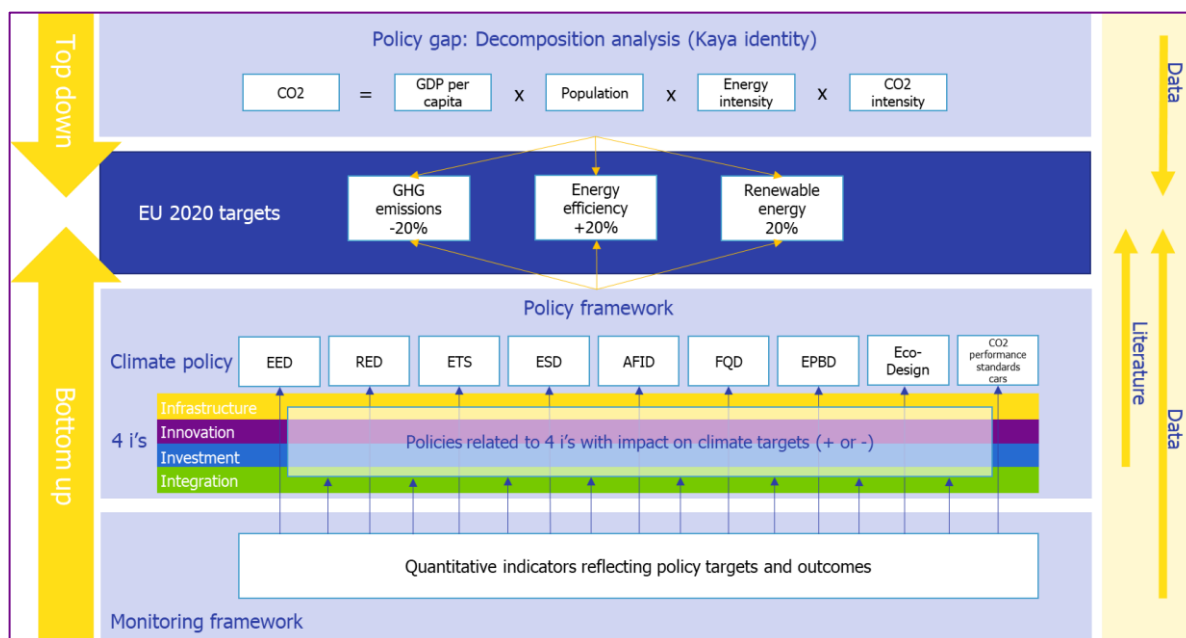 Top down
Policy gap: Decomposition analysis (Kaya identity)
CO2
=
GDP per
capita
x
Population
x
Energy
intensity
x
CO2
intensity
Data
EU 2020 targets
GHG
emissions
-20%
Energy
efficiency
+20%
Renewable
energy
20%
Bottom up
Policy framework
Climate policy
EED
RED
ETS
ESD
AFID
FQD
EPBD
Eco-
Design
CO2
performance
standards
cars
4 i's
Infrastructure
Innovation
Investment
Integration
Policies related to 4 i's with impact on climate targets (+ or -)
Literature
Data
Quantitative indicators reflecting policy targets and outcomes
Monitoring framework